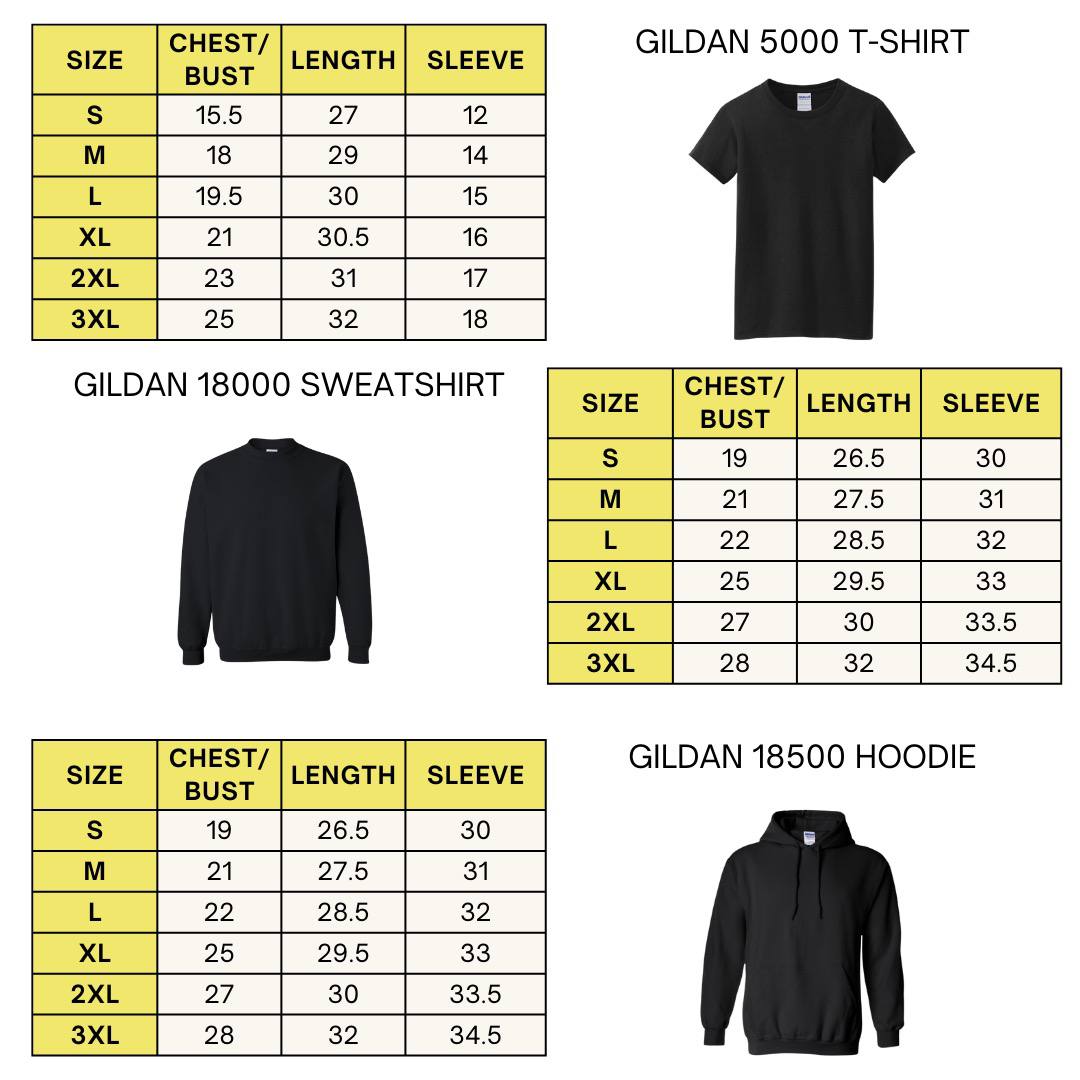 SIZE CHEST/ BUST LENGTH SLEEVE
S 15.5 27 12
M 18 29 14
L 19.5 30 15
XL 21 30.5 16
2XL 23 31 17
3XL 25 32 18
GILDAN 5000 T-SHIRT
GILDAN 18000 SWEATSHIRT
SIZE CHEST/ BUST LENGTH SLEEVE
S 19 26.5 30
M 21 27.5 31
L 22 28.5 32
XL 25 29.5 33
2XL 27 30 33.5
3XL 28 32 34.5
SIZE CHEST/ BUST LENGTH SLEEVE
S 19 26.5 30
M 21 27.5 31
L 22 28.5 32
XL 25 29.5 33
2XL 27 30 33.5
3XL 28 32 34.5
GILDAN 18500 HOODIE